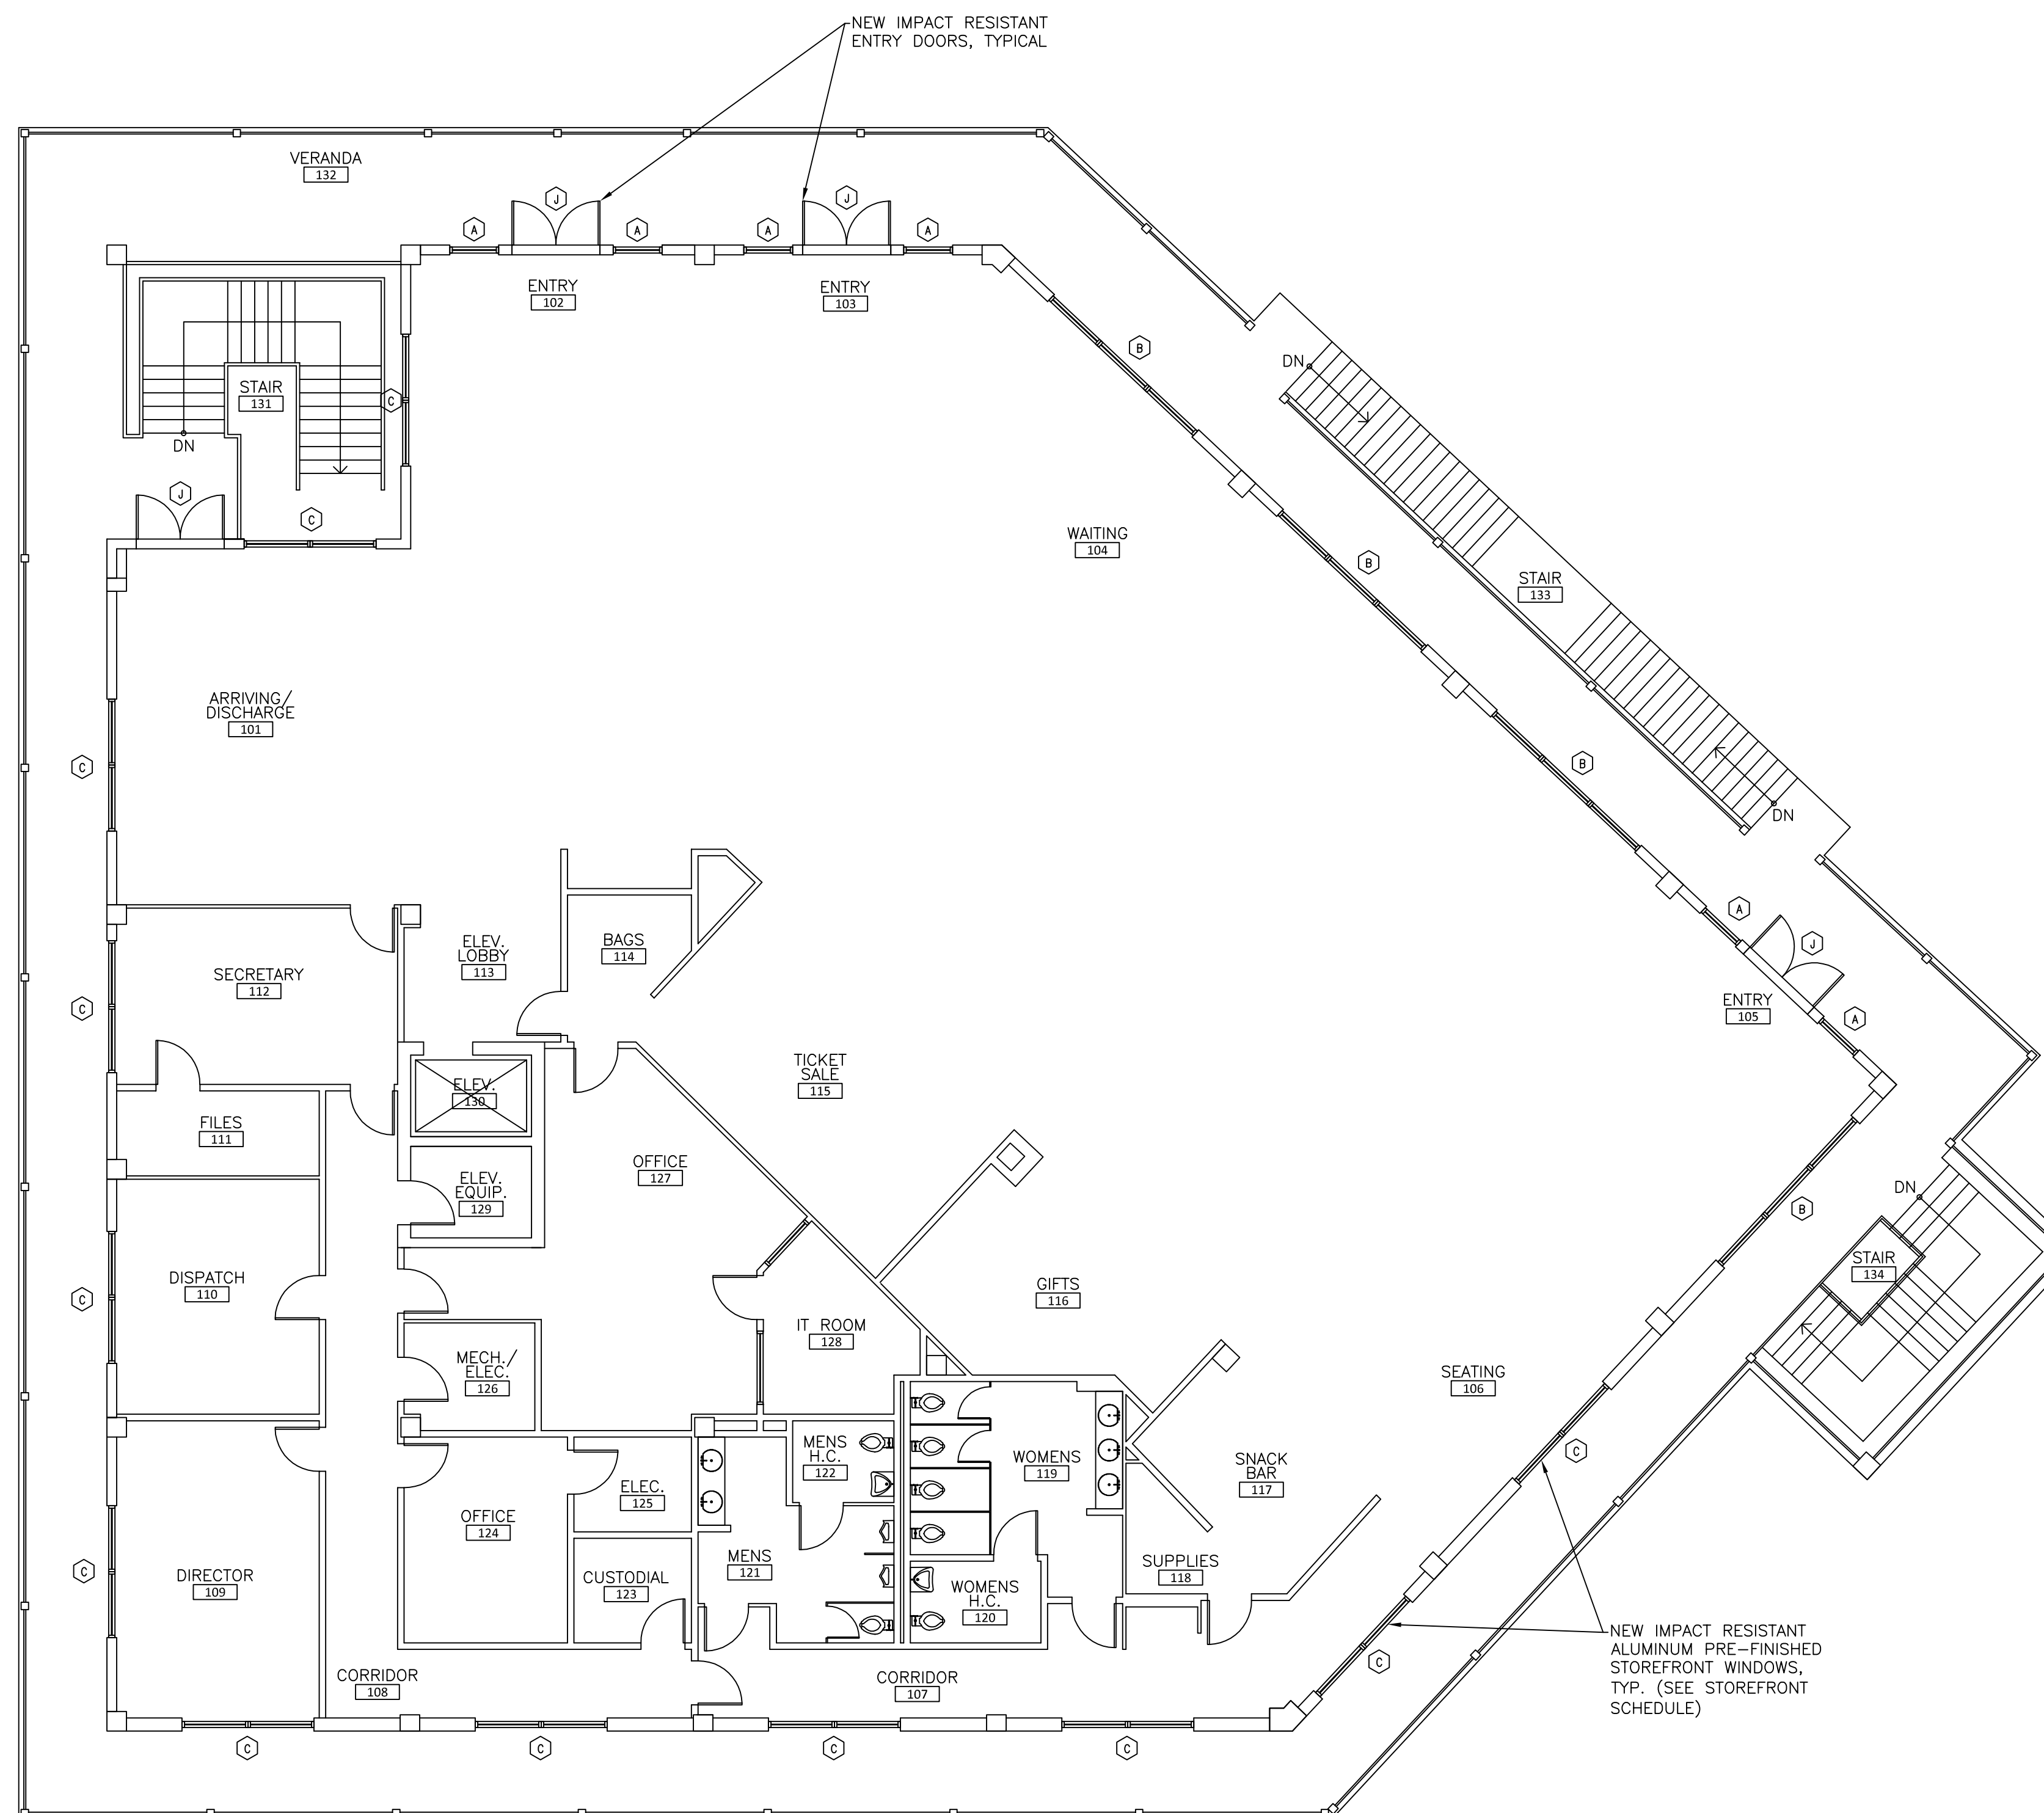 NEW IMPACT RESISTANT
ENTRY DOORS, TYPICAL
VERANDA
132
J
J
A
A
A
A
ENTRY
102
ENTRY
103
B
DN
STAIR
131
C
DN
J
C
WAITING
104
B
STAIR
133
ARRIVING/
DISCHARGE
101
C
B
DN
A
J
ENTRY
105
A
BAGS
114
ELEV.
LOBBY
113
SECRETARY
112
C
TICKET
SALE
115
ELEV.
130
FILES
111
OFFICE
127
ELEV.
EQUIP.
129
DN
B
STAIR
134
DISPATCH
110
C
GIFTS
116
IT ROOM
128
MECH./
ELEC.
126
SEATING
106
C
MENS
H.C.
122
WOMENS
119
SNACK
BAR
117
ELEC.
125
OFFICE
124
MENS
121
SUPPLIES
118
C
DIRECTOR
109
CUSTODIAL
123
WOMENS
H.C.
120
NEW IMPACT RESISTANT
ALUMINUM PRE-FINISHED
STOREFRONT WINDOWS,
TYP. (SEE STOREFRONT
SCHEDULE)
C
CORRIDOR
108
CORRIDOR
107
C
C
C
C